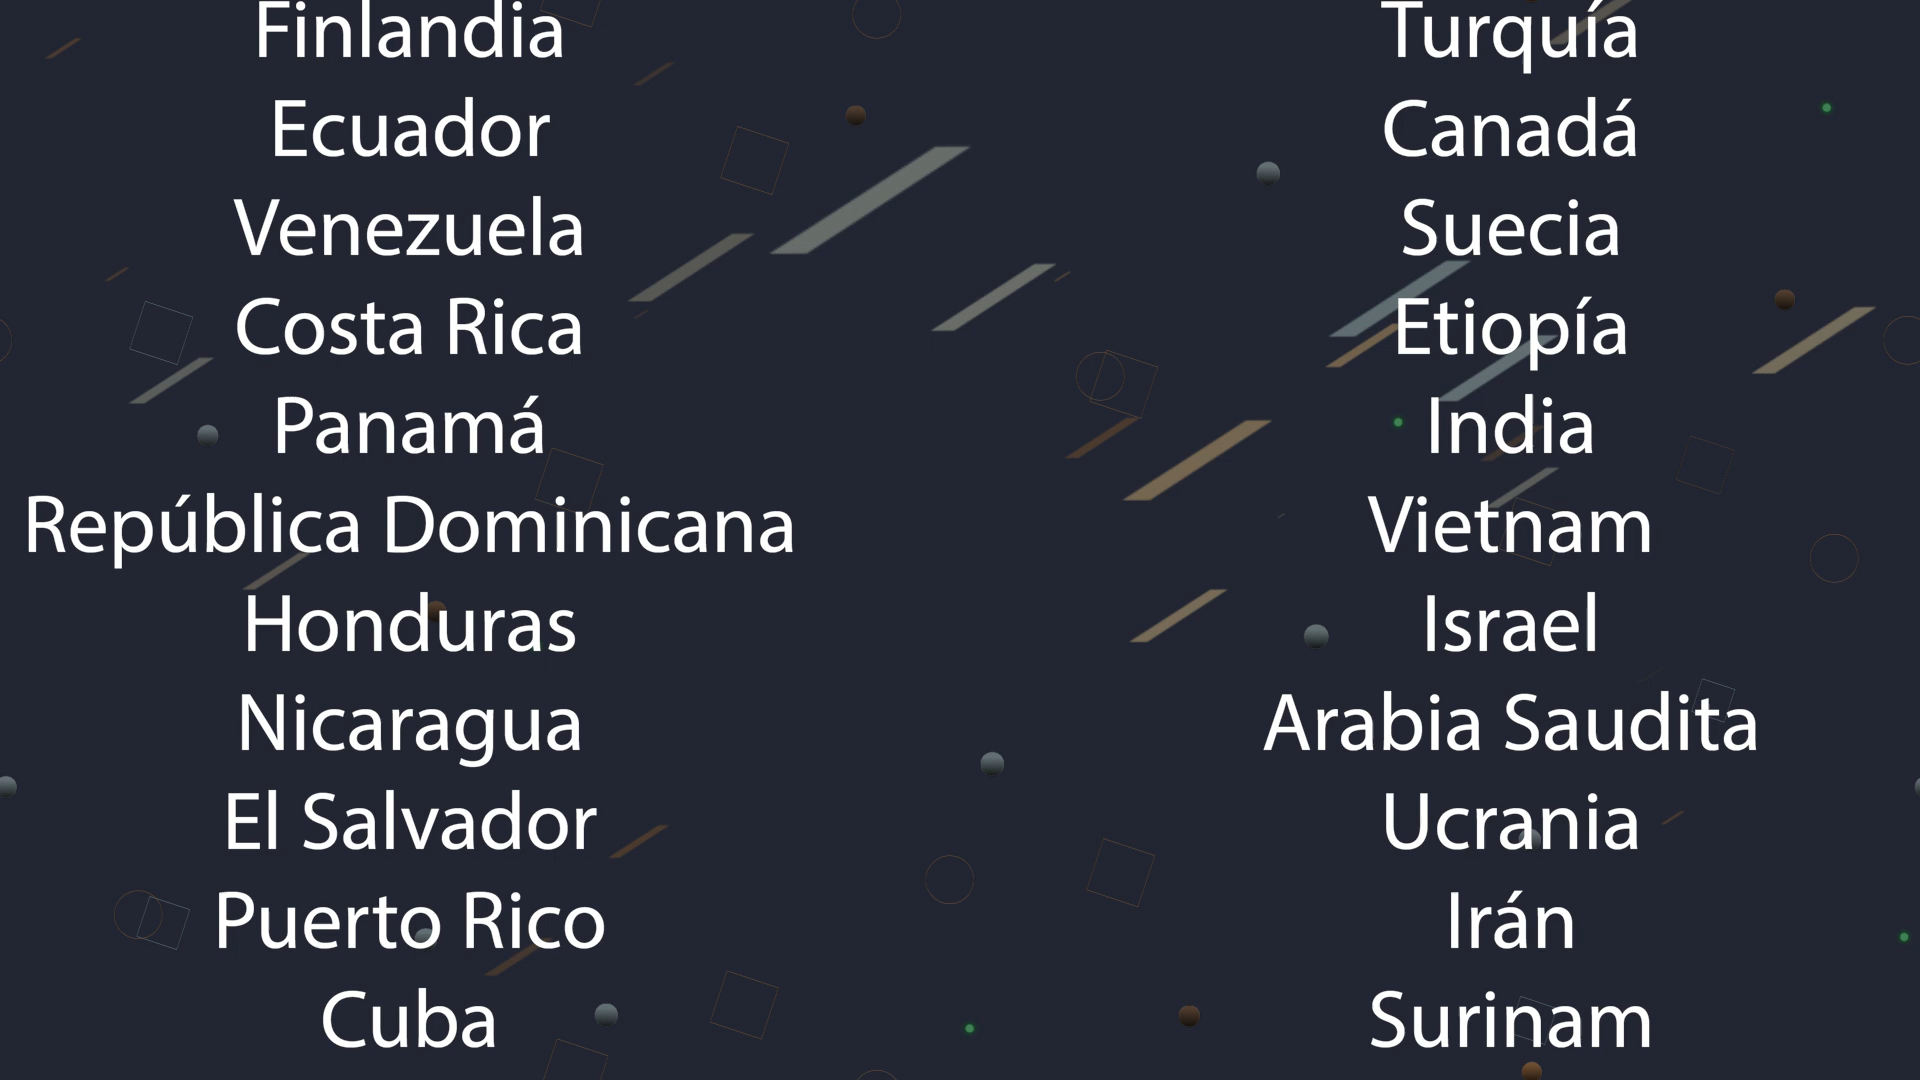 Finlandia
Ecuador
Venezuela
Costa Rica
Panamá
República Dominicana
Honduras
Nicaragua
El Salvador
Puerto Rico
Cuba
Turquía
Canadá
Suecia
Etiopía
India
Vietnam
Israel
Arabia Saudita
Ucrania
Irán
Surinam